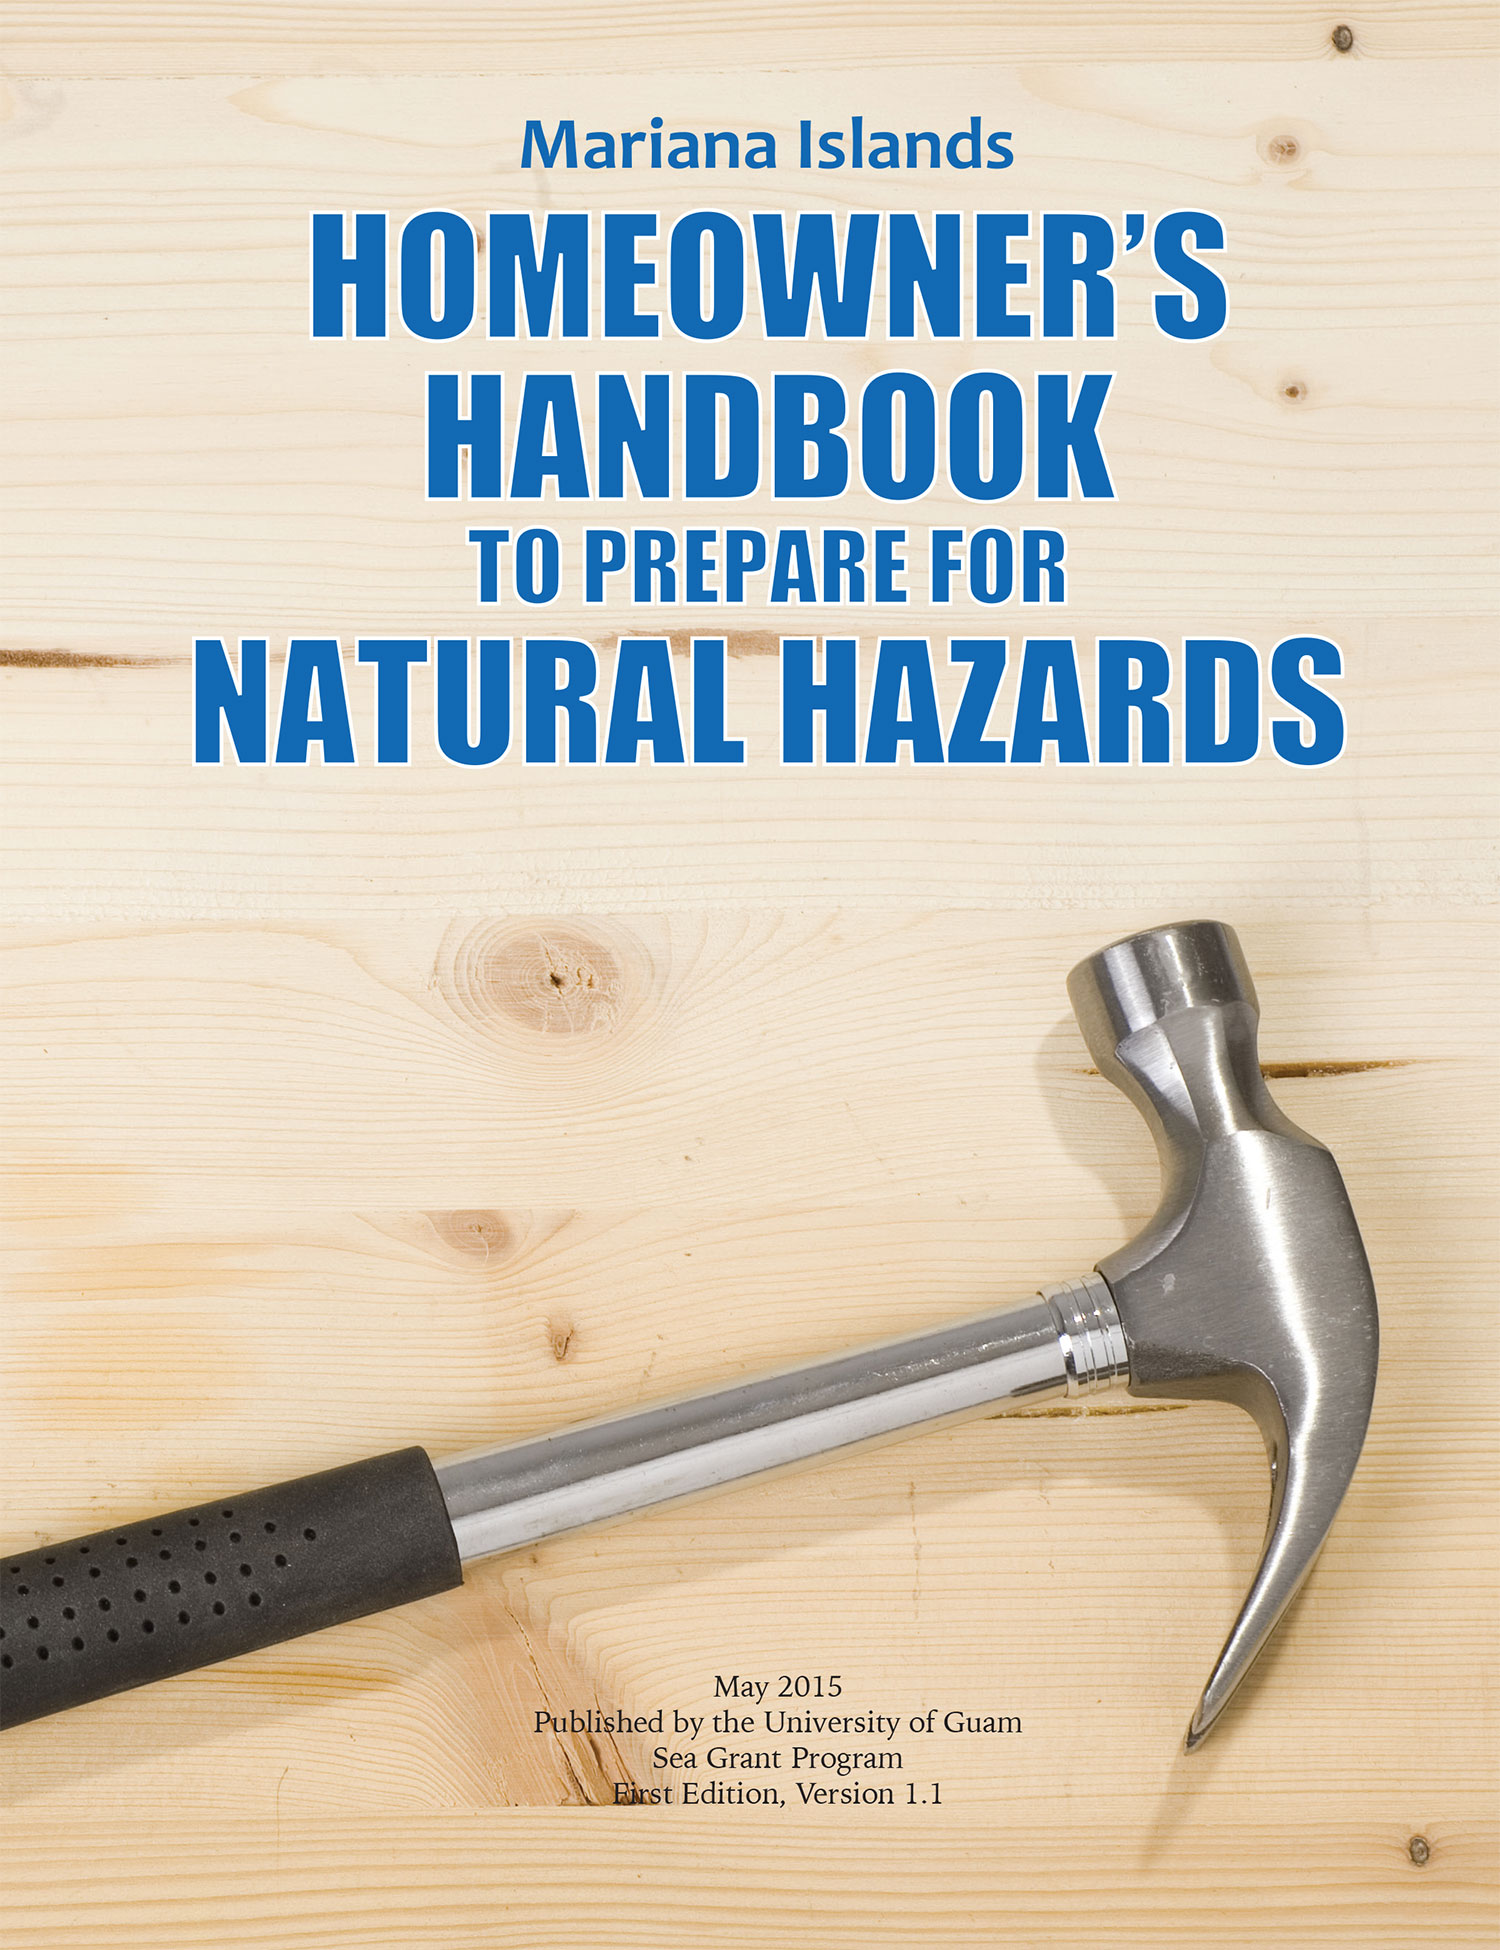 Mariana Islands
HOMEOWNER’S
HANDBOOK
TO PREPARE FOR
NATURAL HAZARDS
May 2015
Published by the University of Guam
Sea Grant Program
First Edition, Version 1.1